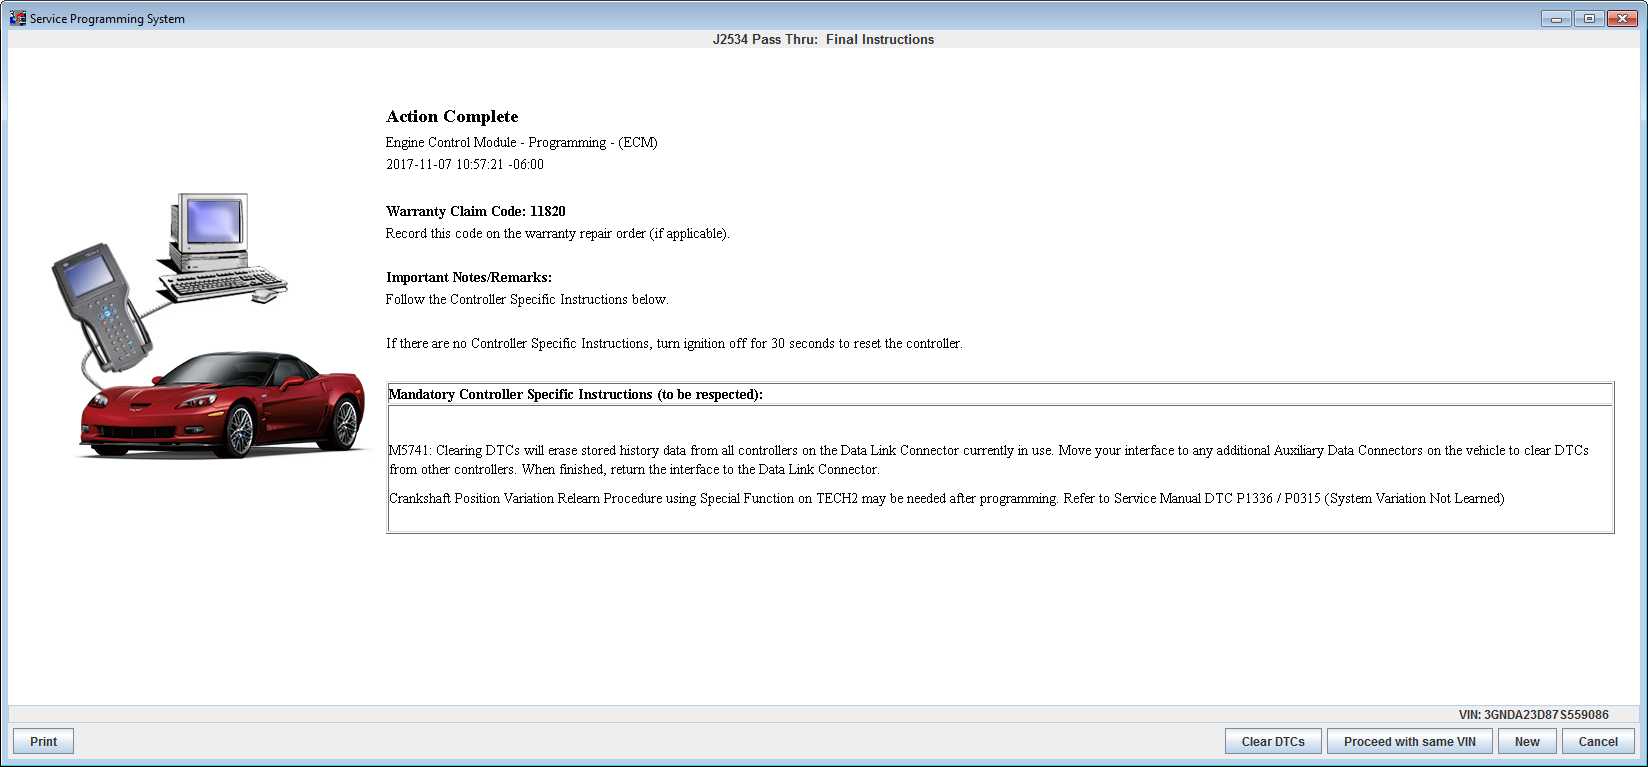 Service Programming System
J2534 Pass Thru:  Final Instructions
Action Complete
Engine Control Module - Programming - (ECM)
2017-11-07 10:57:21 -06:00
Warranty Claim Code: 11820
Record this code on the warranty repair order (if applicable).
Important Notes/Remarks:
Follow the Controller Specific Instructions below.
If there are no Controller Specific Instructions, turn ignition off for 30 seconds to reset the controller.
Mandatory Controller Specific Instructions (to be respected):
M5741: Clearing DTCs will erase stored history data from all controllers on the Data Link Connector currently in use. Move your interface to any additional Auxiliary Data Connectors on the vehicle to clear DTCs
from other controllers. When finished, return the interface to the Data Link Connector.
Crankshaft Position Variation Relearn Procedure using Special Function on TECH2 may be needed after programming. Refer to Service Manual DTC P1336 / P0315 (System Variation Not Learned)
VIN: 3GNDA23D87S559086
Print
Clear DTCs
Proceed with same VIN
New
Cancel